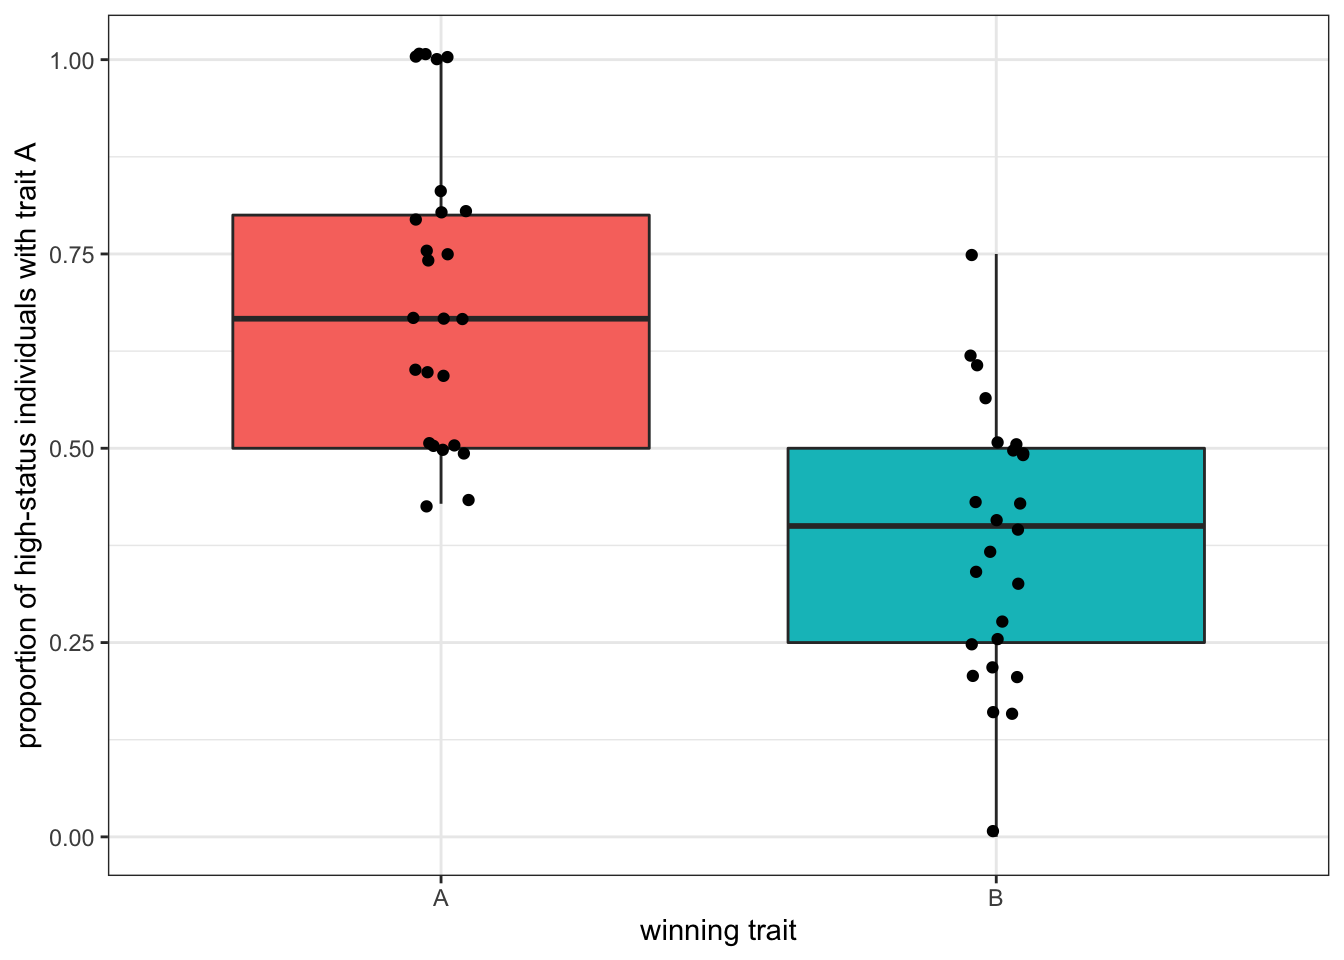 proportion of high-status individuals with trait A
1.00
0.75
0.50
0.25
0.00
A
B
winning trait